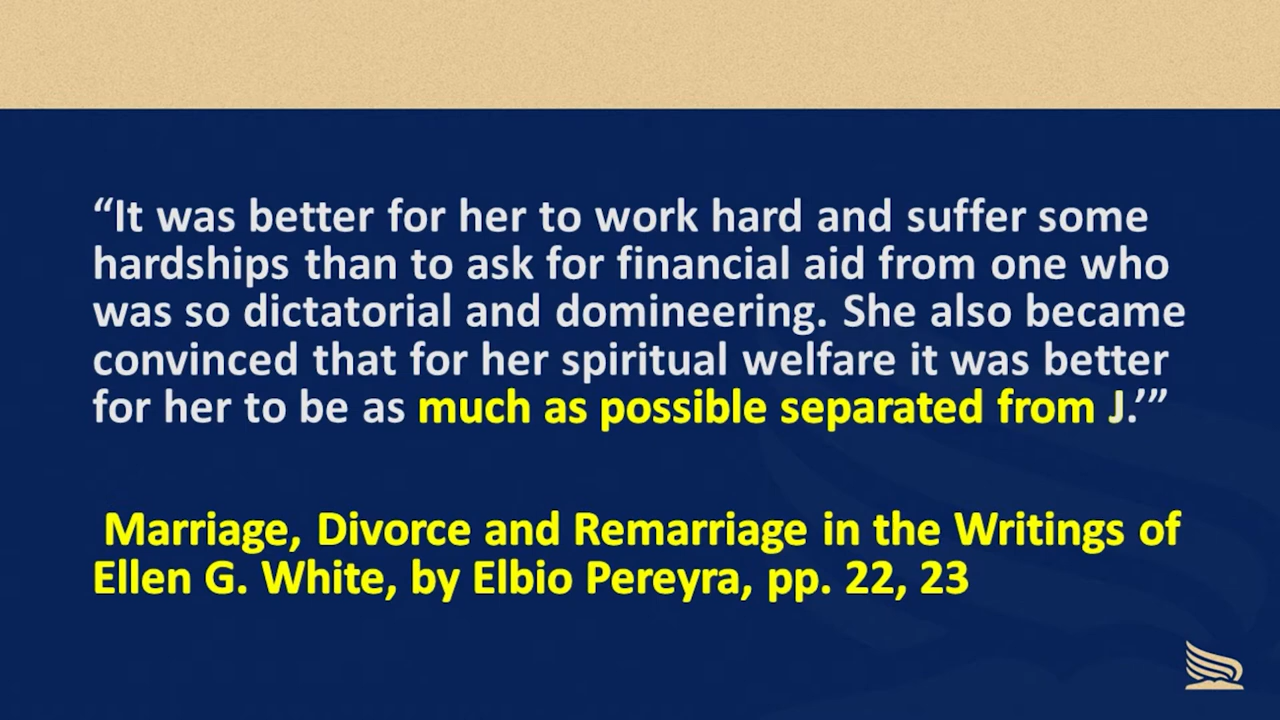 “It was better for her to work hard and suffer some
hardships than to ask for financial aid from one who
was so dictatorial and domineering. She also became
convinced that for her spiritual welfare it was better
for her to be as much as possible separated from J.’”
Marriage, Divorce and Remarriage in the Writings of
Ellen G. White, by Elbio Pereyra, pp. 22, 23